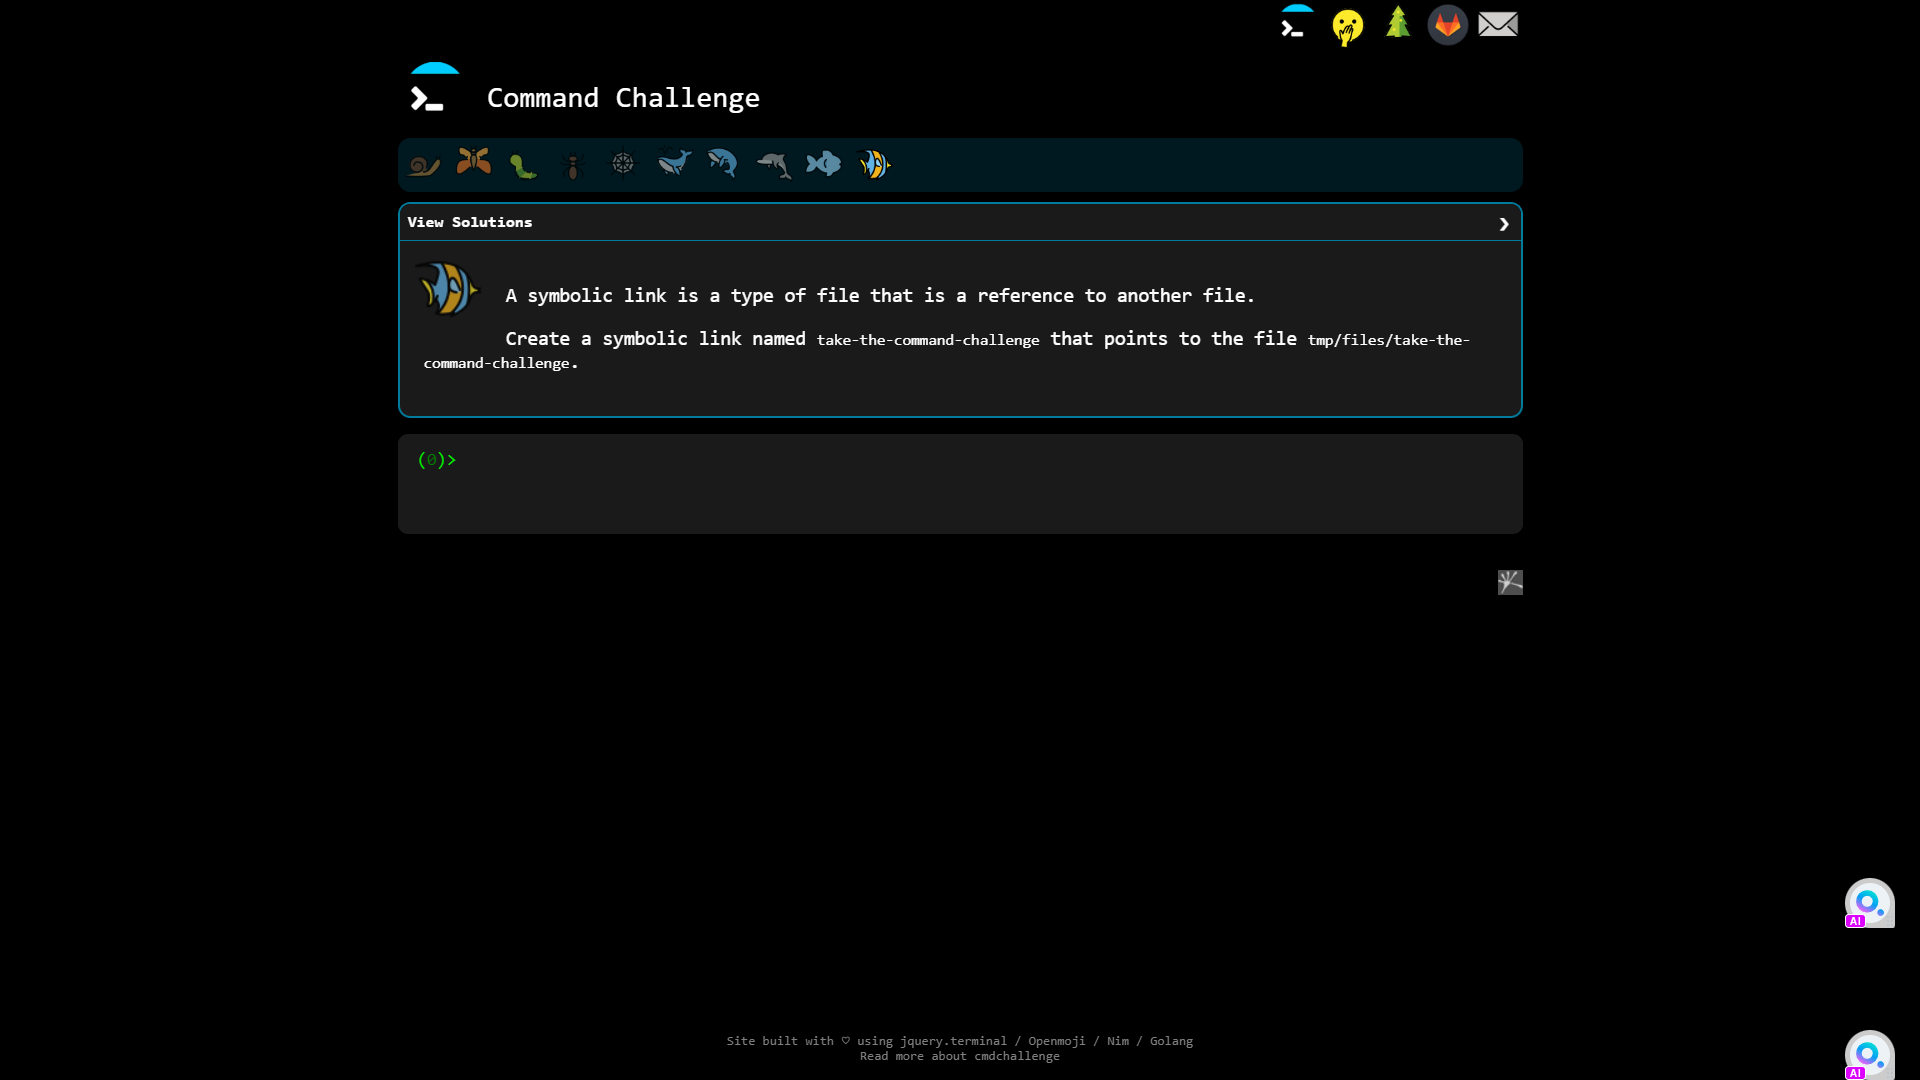 Command Challenge
View Solutions
A symbolic link is a type of file that is a reference to another file.
Create a symbolic link named take-the-command-challenge that points to the file tmp/files/take-the-
command-challenge.
(0)>
AI
Site built with ♡ using jquery.terminal / Openmoji / Nim / Golang
Read more about cmdchallenge
AI